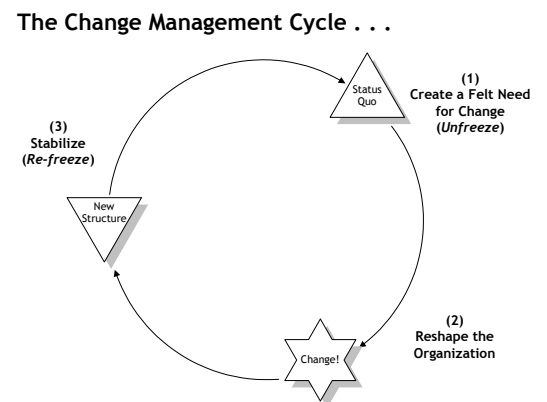 The Change Management Cycle . . .
Status
Quo
(1)
Create a Felt Need
for Change
(Unfreeze)
(3)
Stabilize
(Re-freeze)
New
Structure
(2)
Reshape the
Organization
Change!